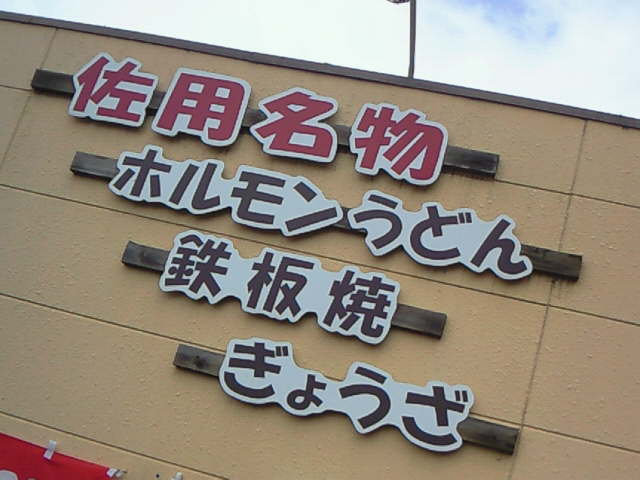 佐用名物
ホルモンうどん
鉄板焼
ぎょうざ